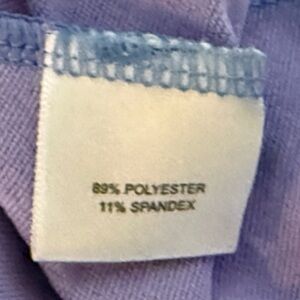 89% POLYESTER
11% SPANDEX